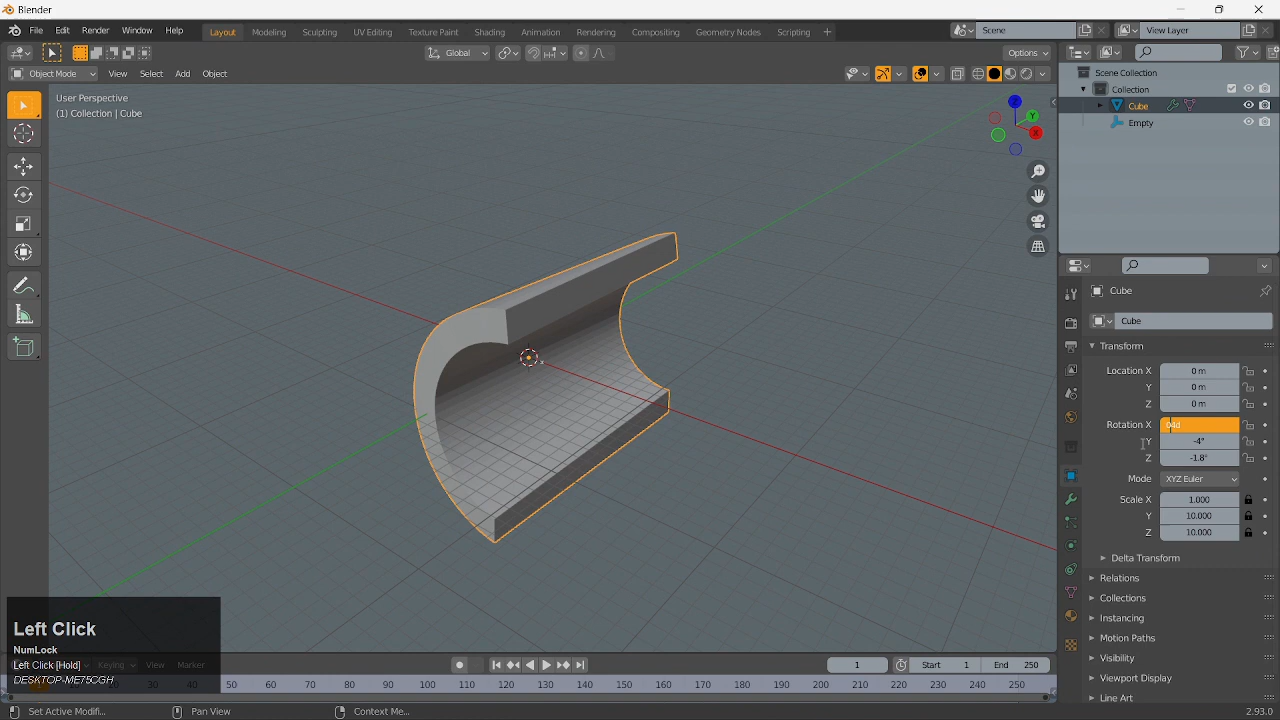 Blender
File Edit Render Window Help
Layout Modeling Sculpting UV Editing Texture Paint Shading Animation Rendering Compositing Geometry Nodes Scripting +
Scene
View Layer
Global
Options
Object Mode View Select Add Object
User Perspective
(1) Collection | Cube
Z
Y
X
Scene Collection
Collection
Cube
Empty
Cube
Cube
Transform
Location X 0 m
Y 0 m
Z 0 m
Rotation X
Y -4°
Z -1.8°
Mode XYZ Euler
Scale X 1.000
Y 10.000
Z 10.000
Delta Transform
Relations
Collections
Instancing
Motion Paths
Visibility
Viewport Display
Line Art
Left Click
NumLock
Left Click [Hold]
DESKTOP-ME75CGH
Keying View Marker
1 Start 1 End 250
10 20 30 40 50 60 70 80 90 100 110 120 130 140 150 160 170 180 190 200 210 220 230 240 250
Set Active Modifi... Pan View Context Me... 2.93.0